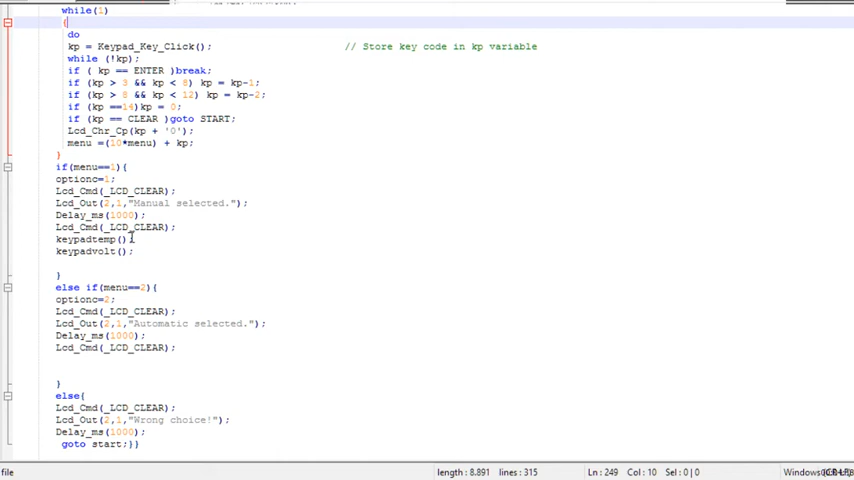 while(1)
{
do
kp = Keypad_Key_Click(); // Store key code in kp variable
while (!kp);
if ( kp == ENTER )break;
if (kp > 3 && kp < 8) kp = kp-1;
if (kp > 8 && kp < 12) kp = kp-2;
if (kp ==14)kp = 0;
if (kp == CLEAR )goto START;
Lcd_Chr_Cp(kp + '0');
menu =(10*menu) + kp;
}
if(menu==1){
optionc=1;
Lcd_Cmd(_LCD_CLEAR);
Lcd_Out(2,1,"Manual selected.");
Delay_ms(1000);
Lcd_Cmd(_LCD_CLEAR);
keypadtemp();
keypadvolt();
}
else if(menu==2){
optionc=2;
Lcd_Cmd(_LCD_CLEAR);
Lcd_Out(2,1,"Automatic selected.");
Delay_ms(1000);
Lcd_Cmd(_LCD_CLEAR);
}
else{
Lcd_Cmd(_LCD_CLEAR);
Lcd_Out(2,1,"Wrong choice!");
Delay_ms(1000);
goto start;}}
file length : 8.891 lines : 315 Ln : 249 Col : 10 Sel : 0 | 0 Windows